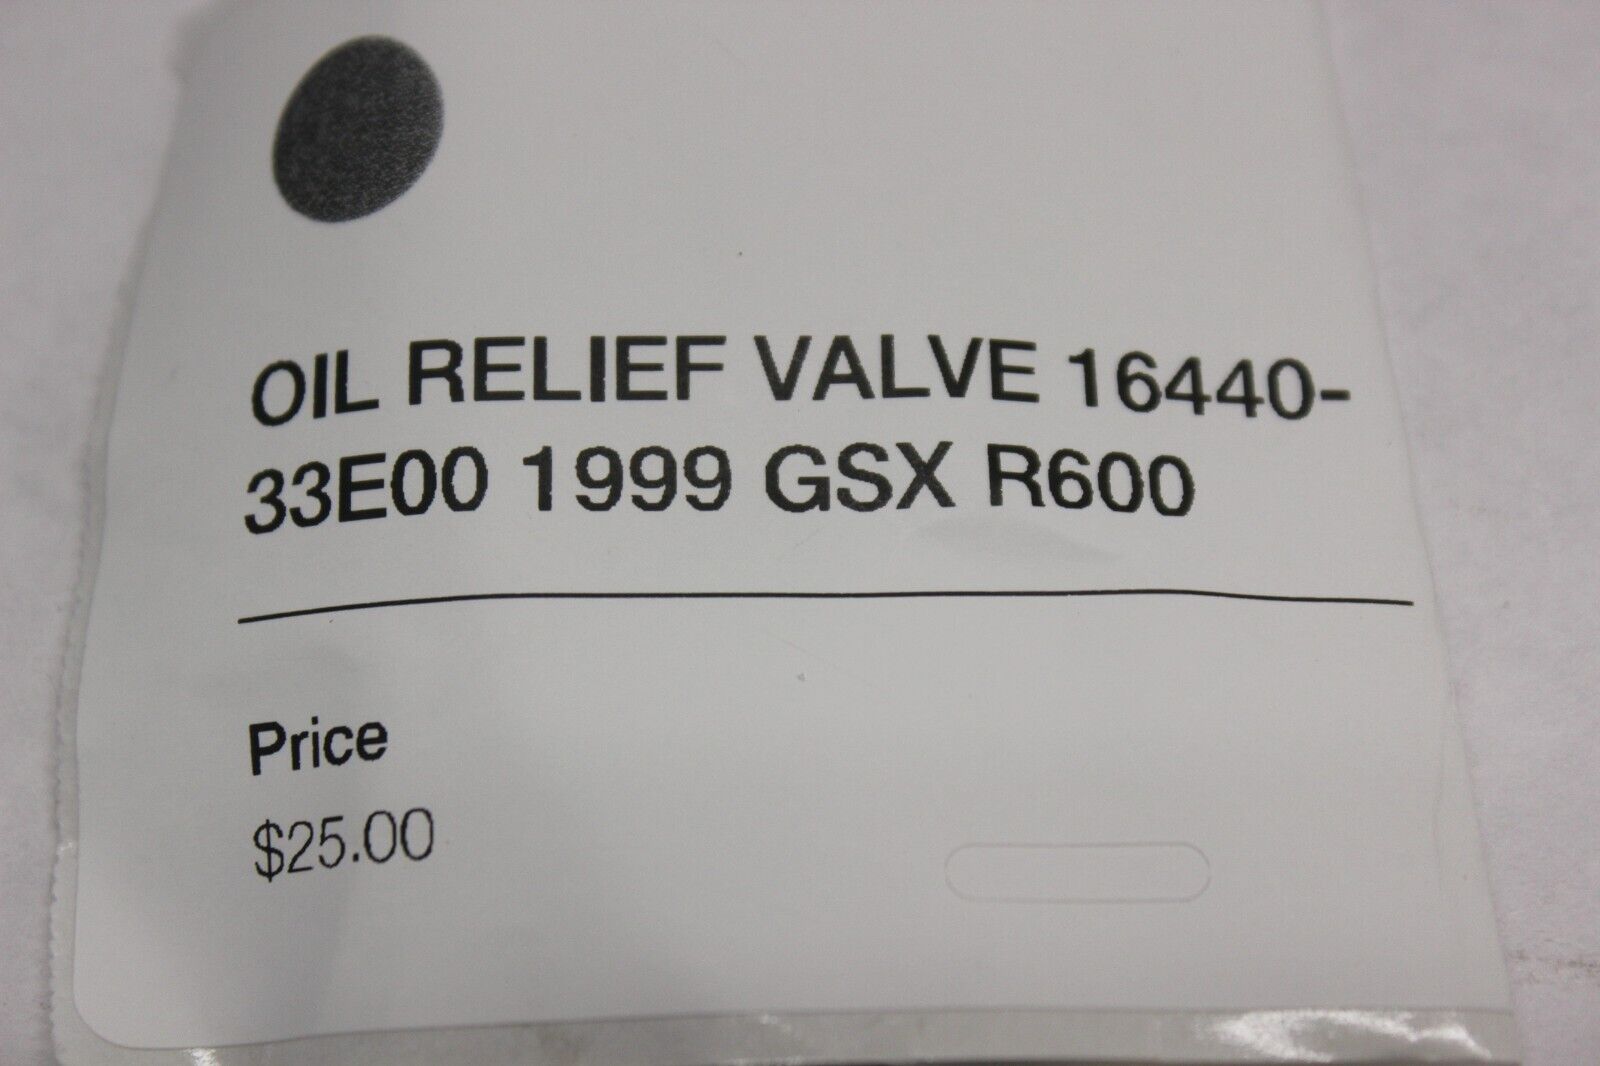 OIL RELIEF VALVE 16440-
33E00 1999 GSX R600
Price
$25.00